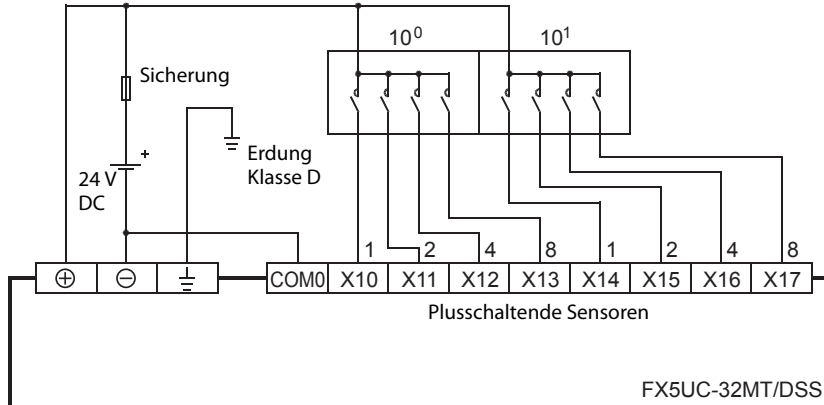 10⁰ 10¹
Sicherung
Erdung
Klasse D
+
24 V
DC
1 2 4 8 1 2 4 8
+ − COM0 X10 X11 X12 X13 X14 X15 X16 X17
Plusschaltende Sensoren
FX5UC-32MT/DSS